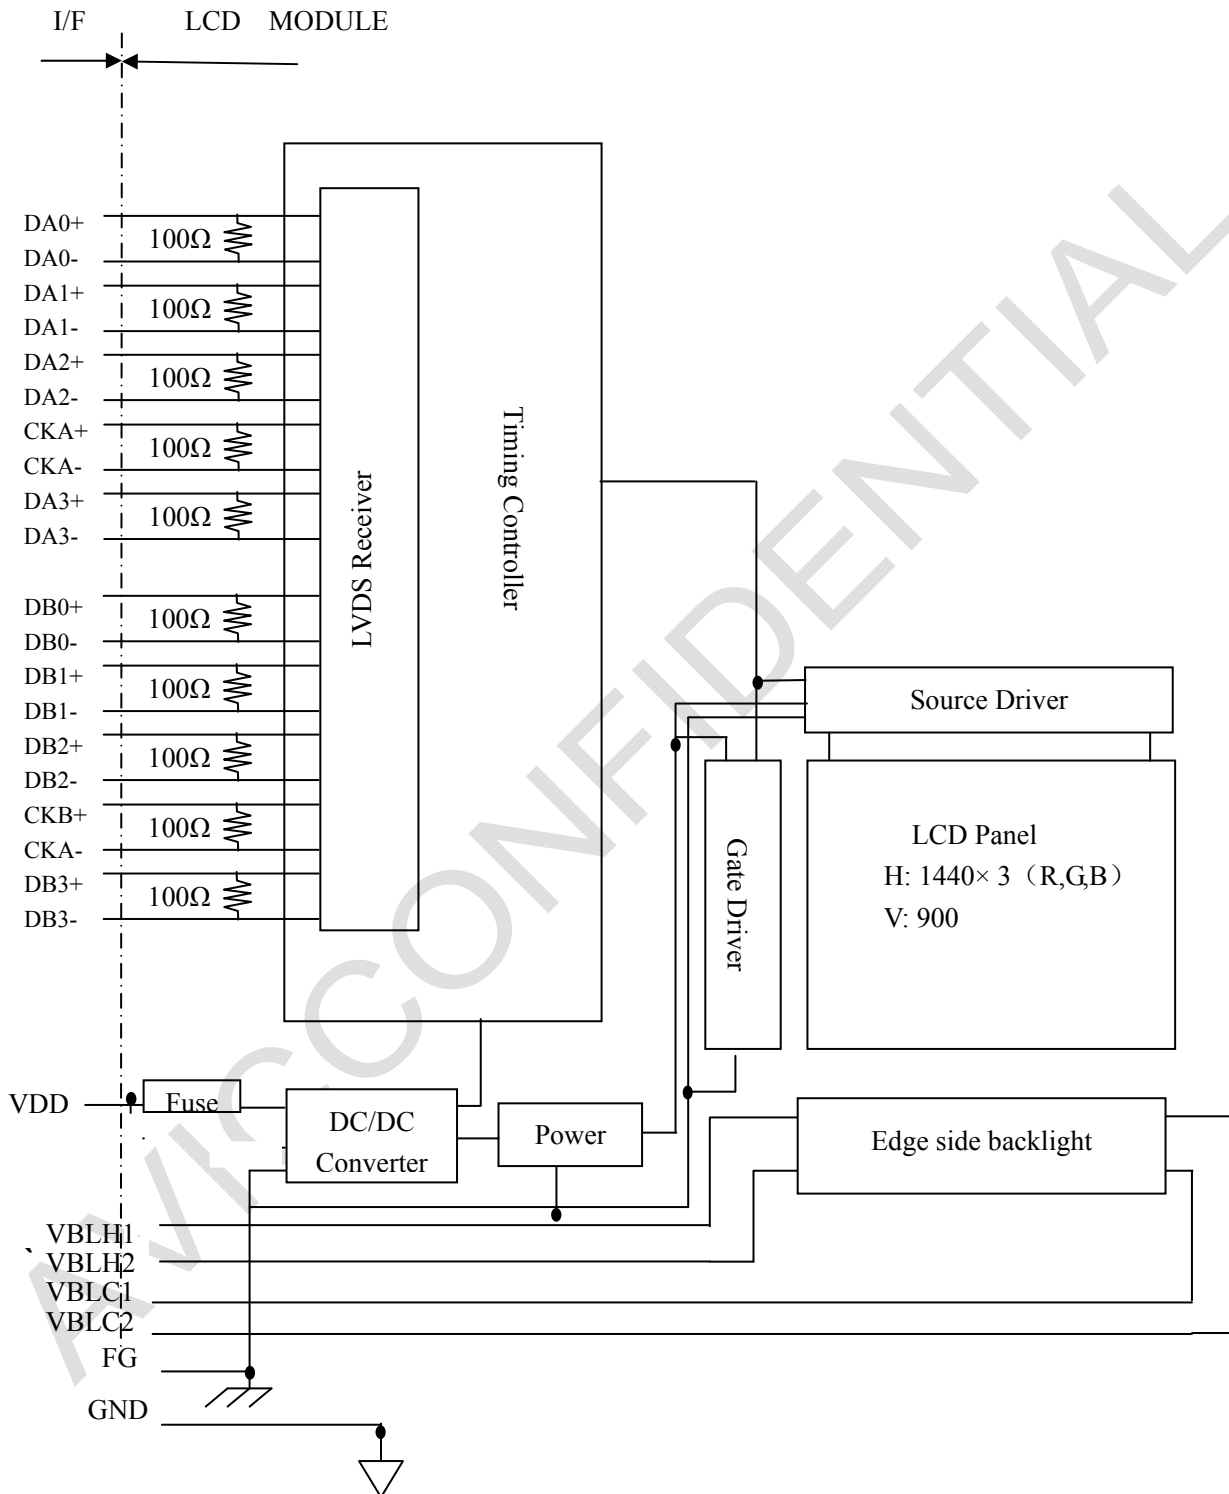 I/F LCD MODULE
DA0+
100Ω
DA0-
DA1+
100Ω
DA1-
DA2+
100Ω
DA2-
CKA+
100Ω
CKA-
DA3+
100Ω
DA3-
DB0+
100Ω
DB0-
DB1+
100Ω
DB1-
DB2+
100Ω
DB2-
CKB+
100Ω
CKA-
DB3+
100Ω
DB3-
LVDS Receiver
Timing Controller
Source Driver
Gate Driver
LCD Panel
H: 1440× 3（R,G,B）
V: 900
VDD
Fuse
DC/DC
Converter
Power
Edge side backlight
VBLH1
VBLH2
VBLC1
VBLC2
FG
GND
AVIC CONFIDENTIAL